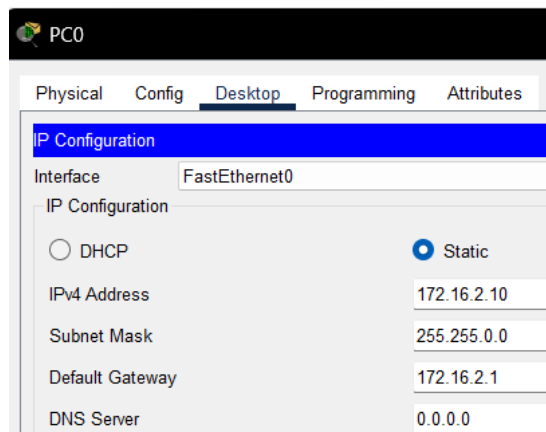 PC0
Physical Config Desktop Programming Attributes
IP Configuration
Interface FastEthernet0
IP Configuration
DHCP Static
IPv4 Address 172.16.2.10
Subnet Mask 255.255.0.0
Default Gateway 172.16.2.1
DNS Server 0.0.0.0